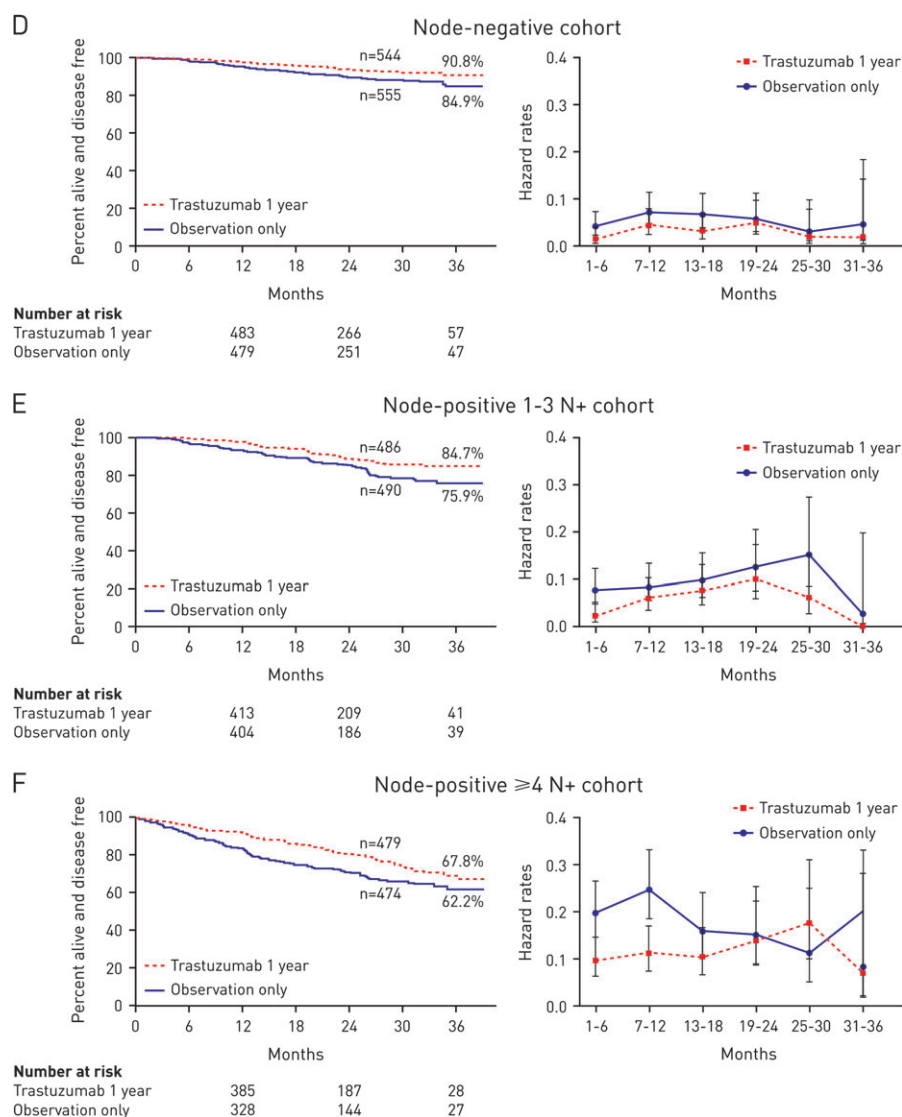 D
Node-negative cohort
Percent alive and disease free
100
80
60
40
20
0
n=544
90.8%
n=555
84.9%
Trastuzumab 1 year
Observation only
0 6 12 18 24 30 36
Months
Number at risk
Trastuzumab 1 year 483 266 57
Observation only 479 251 47
Hazard rates
0.4
0.3
0.2
0.1
0.0
Trastuzumab 1 year
Observation only
1-6 7-12 13-18 19-24 25-30 31-36
Months
E
Node-positive 1-3 N+ cohort
Percent alive and disease free
100
80
60
40
20
0
n=486
84.7%
n=490
75.9%
Trastuzumab 1 year
Observation only
0 6 12 18 24 30 36
Months
Number at risk
Trastuzumab 1 year 413 209 41
Observation only 404 186 39
Hazard rates
0.4
0.3
0.2
0.1
0.0
Trastuzumab 1 year
Observation only
1-6 7-12 13-18 19-24 25-30 31-36
Months
F
Node-positive ≥4 N+ cohort
Percent alive and disease free
100
80
60
40
20
0
n=479
67.8%
n=474
62.2%
Trastuzumab 1 year
Observation only
0 6 12 18 24 30 36
Months
Number at risk
Trastuzumab 1 year 385 187 28
Observation only 328 144 27
Hazard rates
0.4
0.3
0.2
0.1
0.0
Trastuzumab 1 year
Observation only
1-6 7-12 13-18 19-24 25-30 31-36
Months